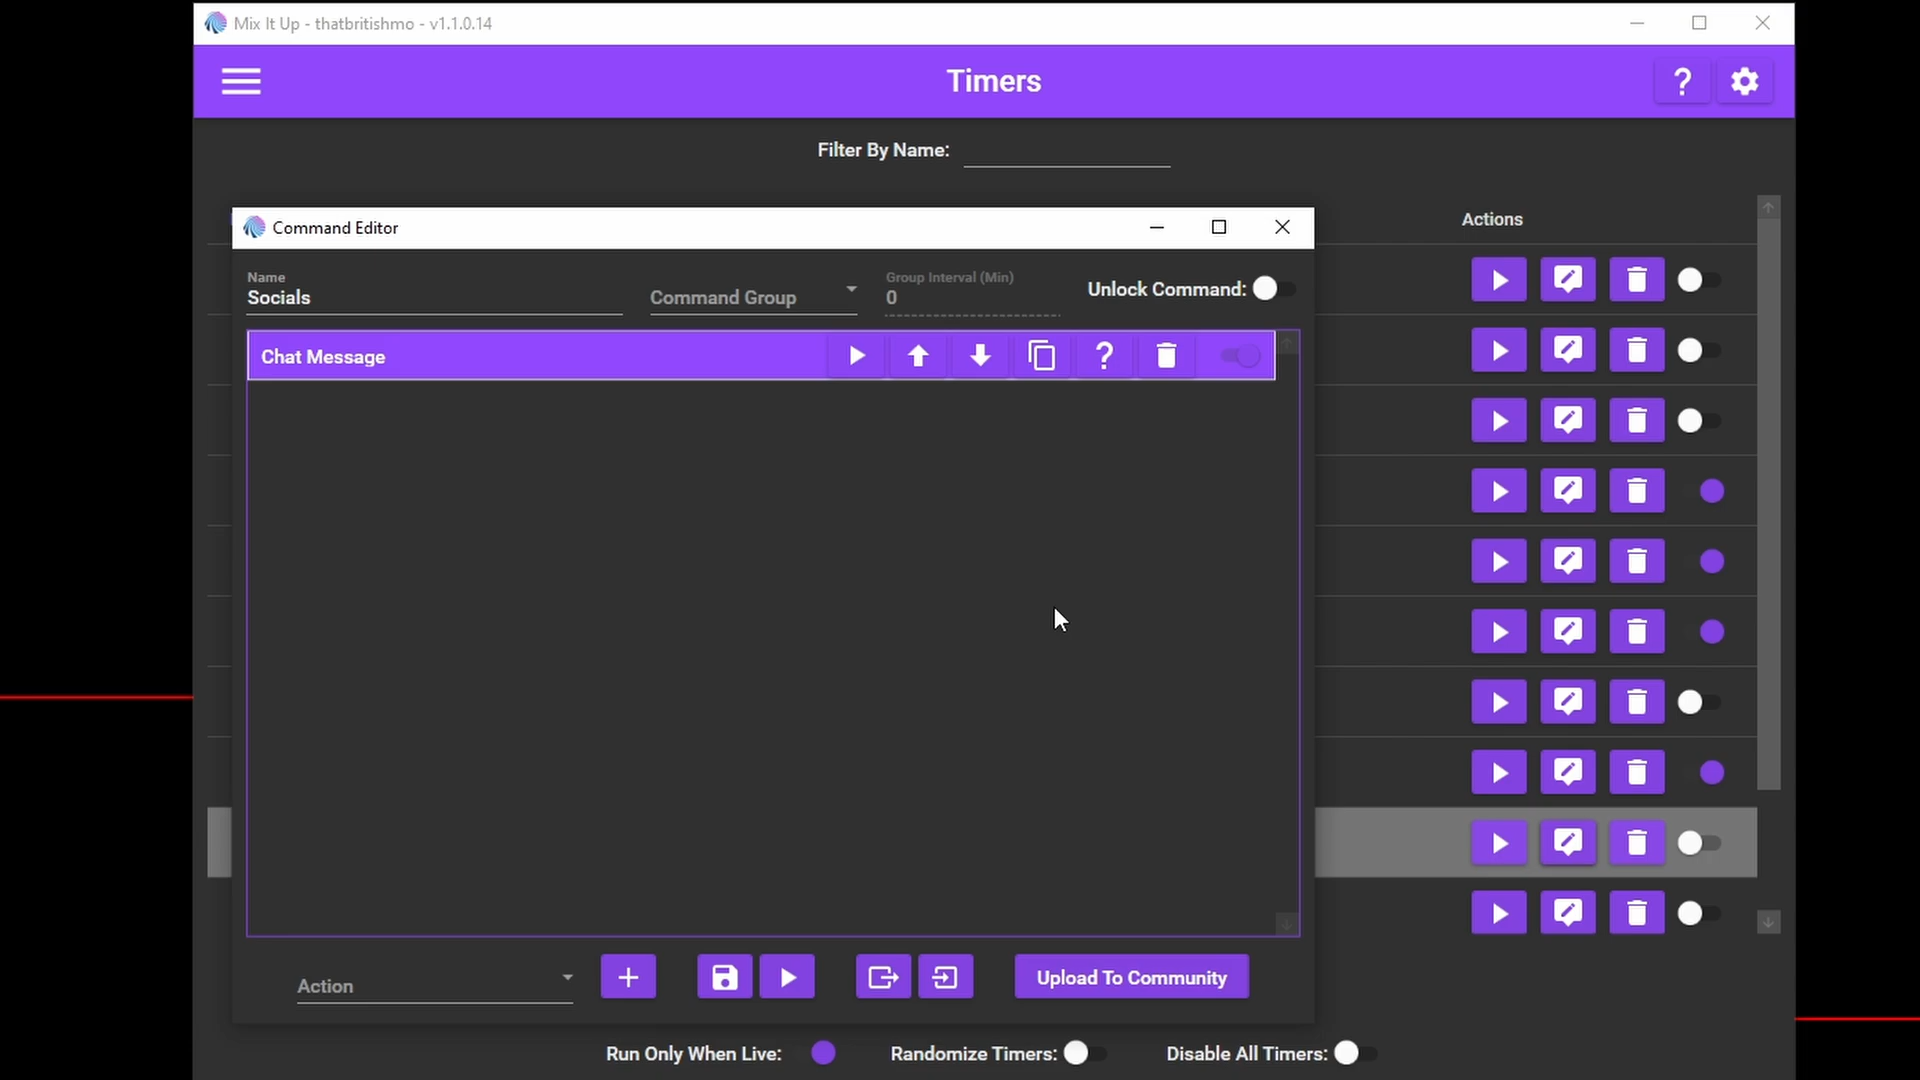 Mix It Up - thatbritishmo - v1.1.0.14
Timers
Filter By Name:
Actions
Command Editor
Name
Socials
Command Group
Group Interval (Min)
0
Unlock Command:
Chat Message
Action
Upload To Community
Run Only When Live:
Randomize Timers:
Disable All Timers: